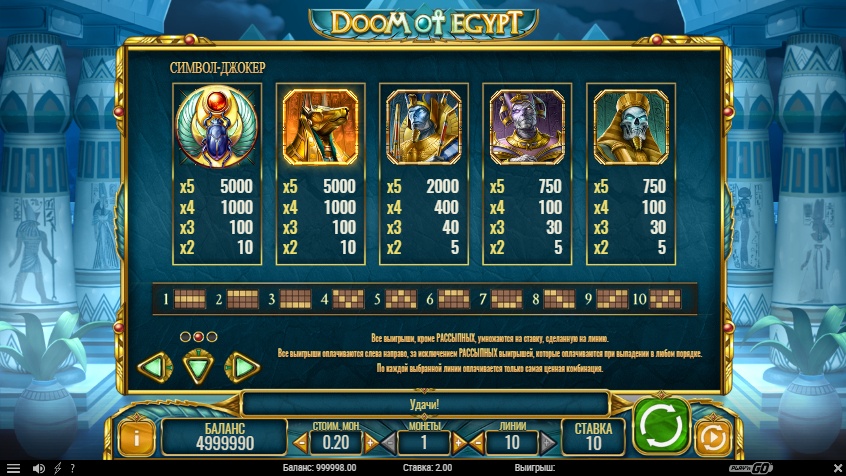 DOOM OF EGYPT
СИМВОЛ-ДЖОКЕР
x5 5000
x4 1000
x3 100
x2 10
x5 5000
x4 1000
x3 100
x2 10
x5 2000
x4 400
x3 40
x2 5
x5 750
x4 100
x3 30
x2 5
x5 750
x4 100
x3 30
x2 5
1 2 3 4 5 6 7 8 9 10
Все выигрыши, кроме РАССЫПНЫХ, умножаются на ставку, сделанную на линию.
Все выигрыши оплачиваются слева направо, за исключением РАССЫПНЫХ выигрышей, которые оплачиваются при выпадении в любом порядке.
По каждой выбранной линии оплачивается только самая ценная комбинация.
Удачи!
БАЛАНС
4999990
СТОИМ. МОН.
0.20
МОНЕТЫ
1
ЛИНИИ
10
СТАВКА
10
Баланс: 999998.00 Ставка: 2.00 Выигрыш:
PLAY'N GO